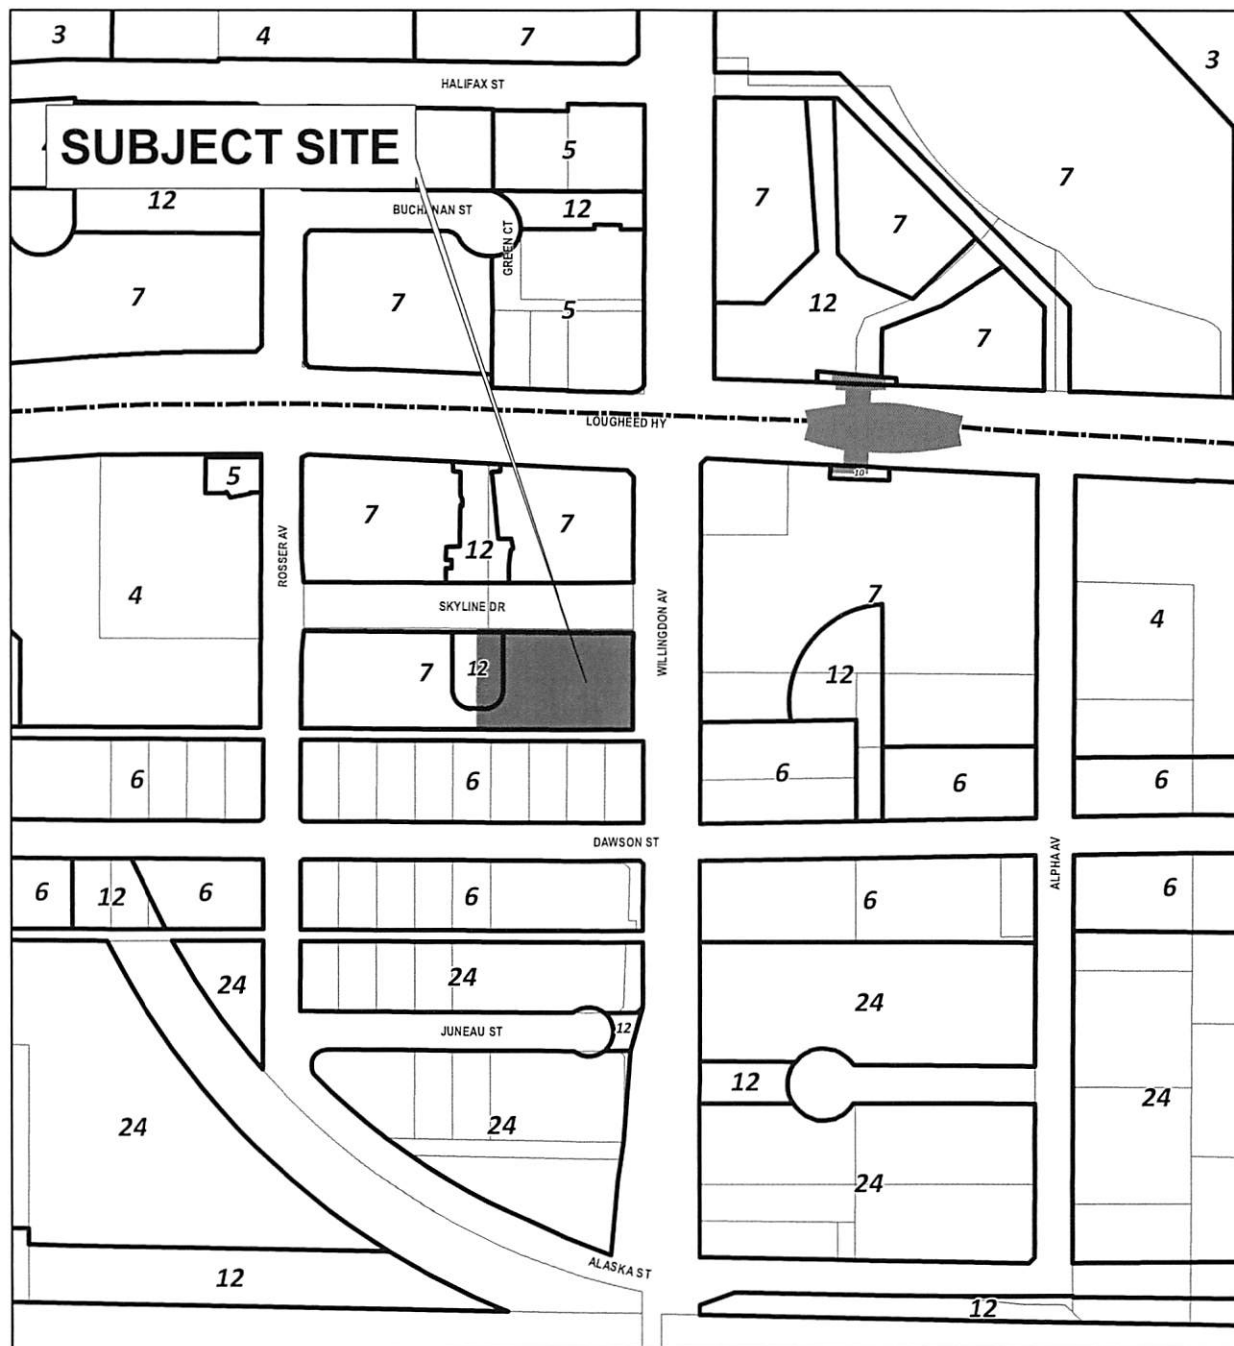 3 4 7
HALIFAX ST
3
SUBJECT SITE
5
7 7 7
12 BUCHANAN ST 12
GREEN CT
7 7 5 12 7
LOUGHEED HY
10
5
7 7
ROSSER AV
12
4 SKYLINE DR WILLINGDON AV 7 4
7 12 12
6 6 6 6 6
DAWSON ST
ALPHA AV
6 12 6 6 6 6
24 24 24
JUNEAU ST 12
12
24 24 24
24
ALASKA ST
12 12